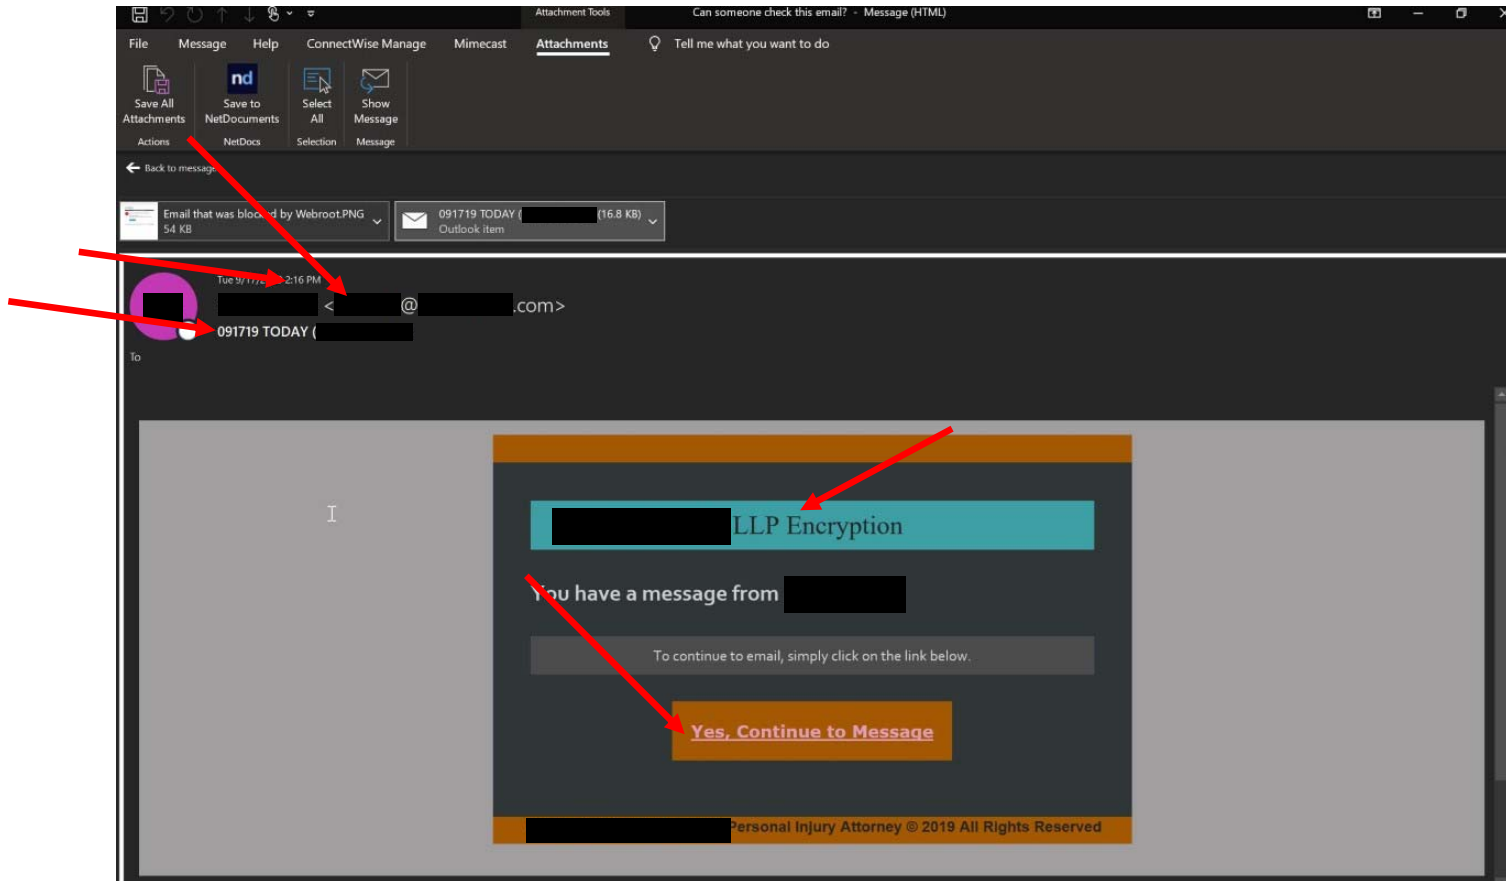 Attachment Tools
Can someone check this email? - Message (HTML)
File Message Help ConnectWise Manage Mimecast Attachments Tell me what you want to do
nd
Save All Attachments
Save to NetDocuments
Select All
Show Message
Actions NetDocs Selection Message
Back to message
Email that was blocked by Webroot.PNG
54 KB
091719 TODAY ( (16.8 KB)
Outlook item
Tue 2:16 PM
< @ .com>
091719 TODAY (
To
LLP Encryption
You have a message from
To continue to email, simply click on the link below.
Yes, Continue to Message
Personal Injury Attorney © 2019 All Rights Reserved